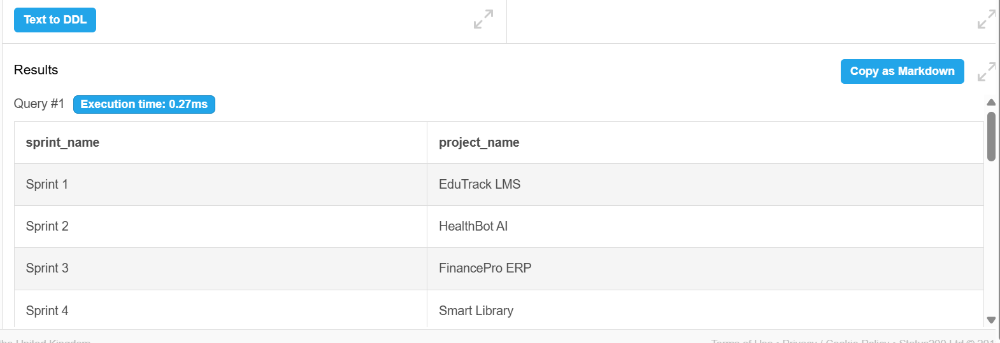 Text to DDL
Results
Copy as Markdown
Query #1 Execution time: 0.27ms
sprint_name project_name
Sprint 1 EduTrack LMS
Sprint 2 HealthBot AI
Sprint 3 FinancePro ERP
Sprint 4 Smart Library
the United Kingdom
Terms of Use • Privacy / Cookie Policy • Status200 Ltd © 201